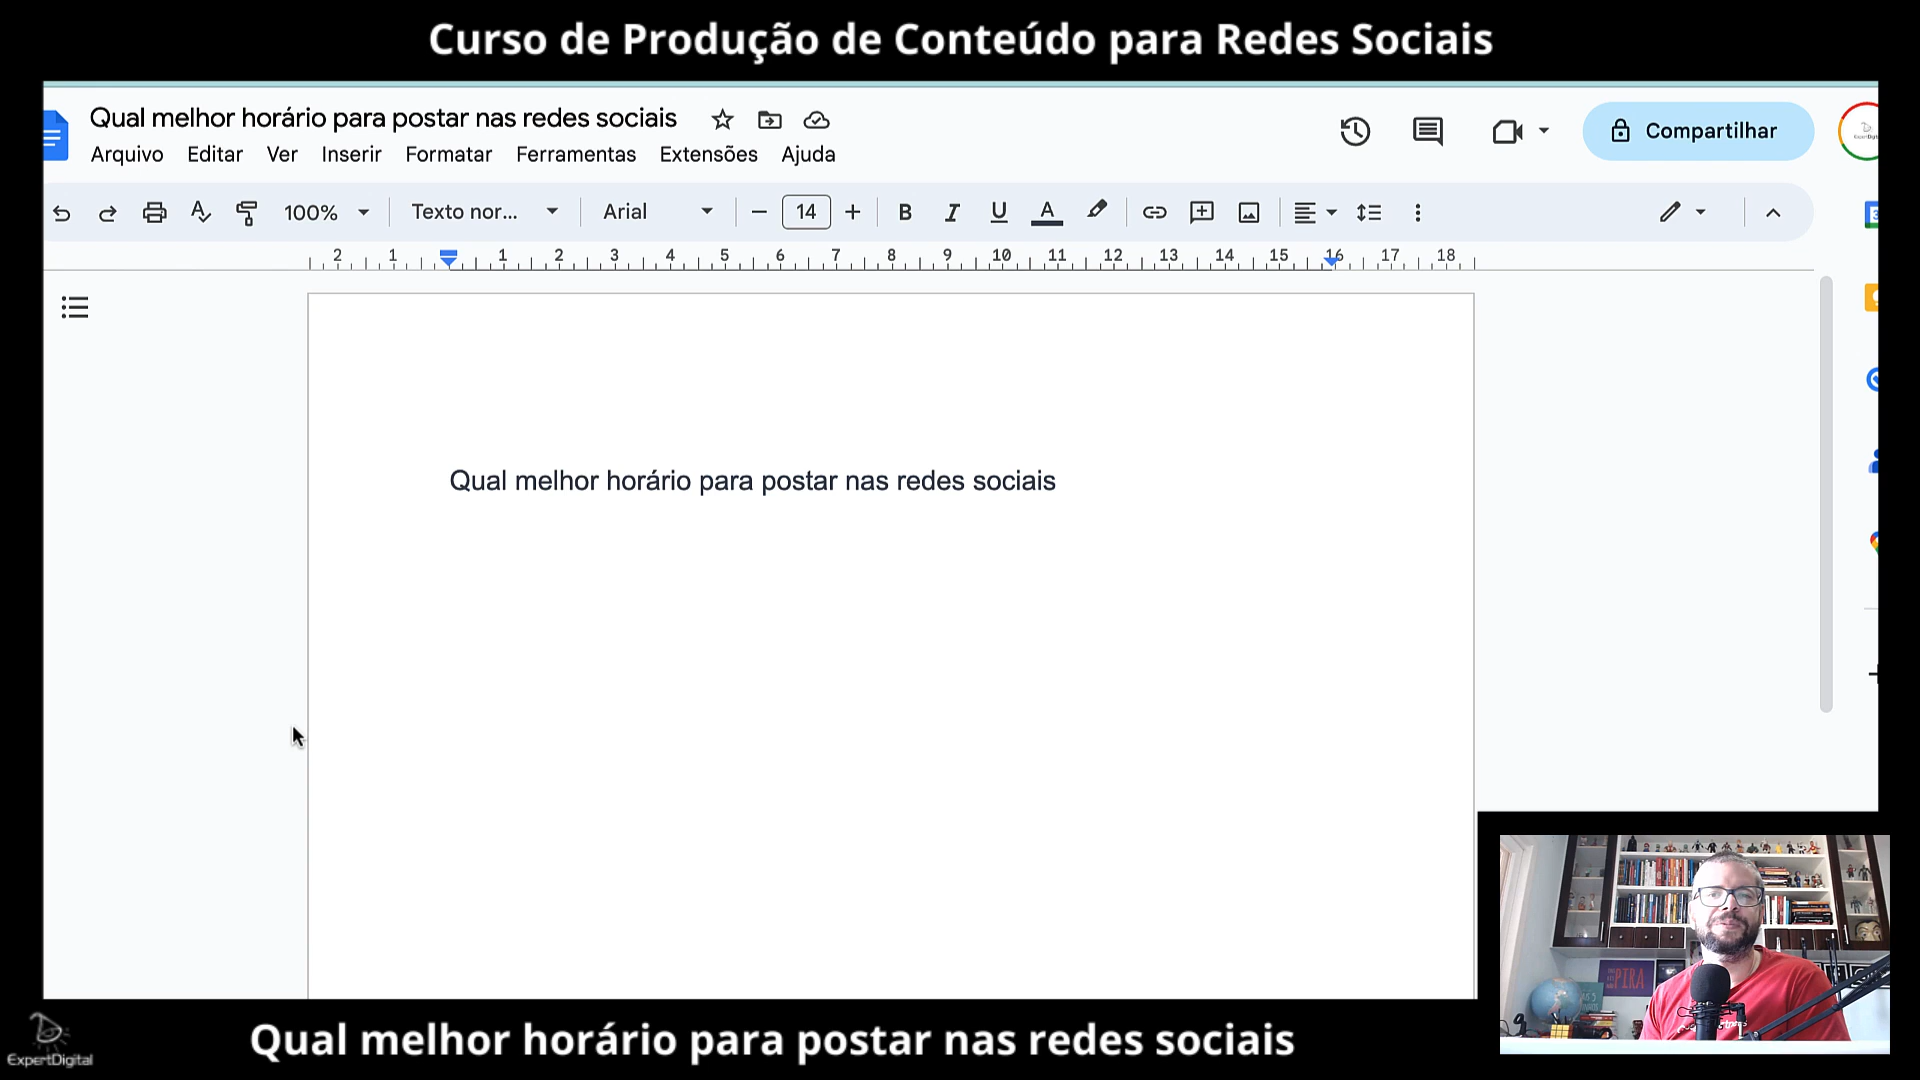 Curso de Produção de Conteúdo para Redes Sociais
Qual melhor horário para postar nas redes sociais
Arquivo Editar Ver Inserir Formatar Ferramentas Extensões Ajuda
Compartilhar
100% Texto nor... Arial 14 B I U A
2 1 1 2 3 4 5 6 7 8 9 10 11 12 13 14 15 16 17 18
Qual melhor horário para postar nas redes sociais
PIRA
ExpertDigital
Qual melhor horário para postar nas redes sociais